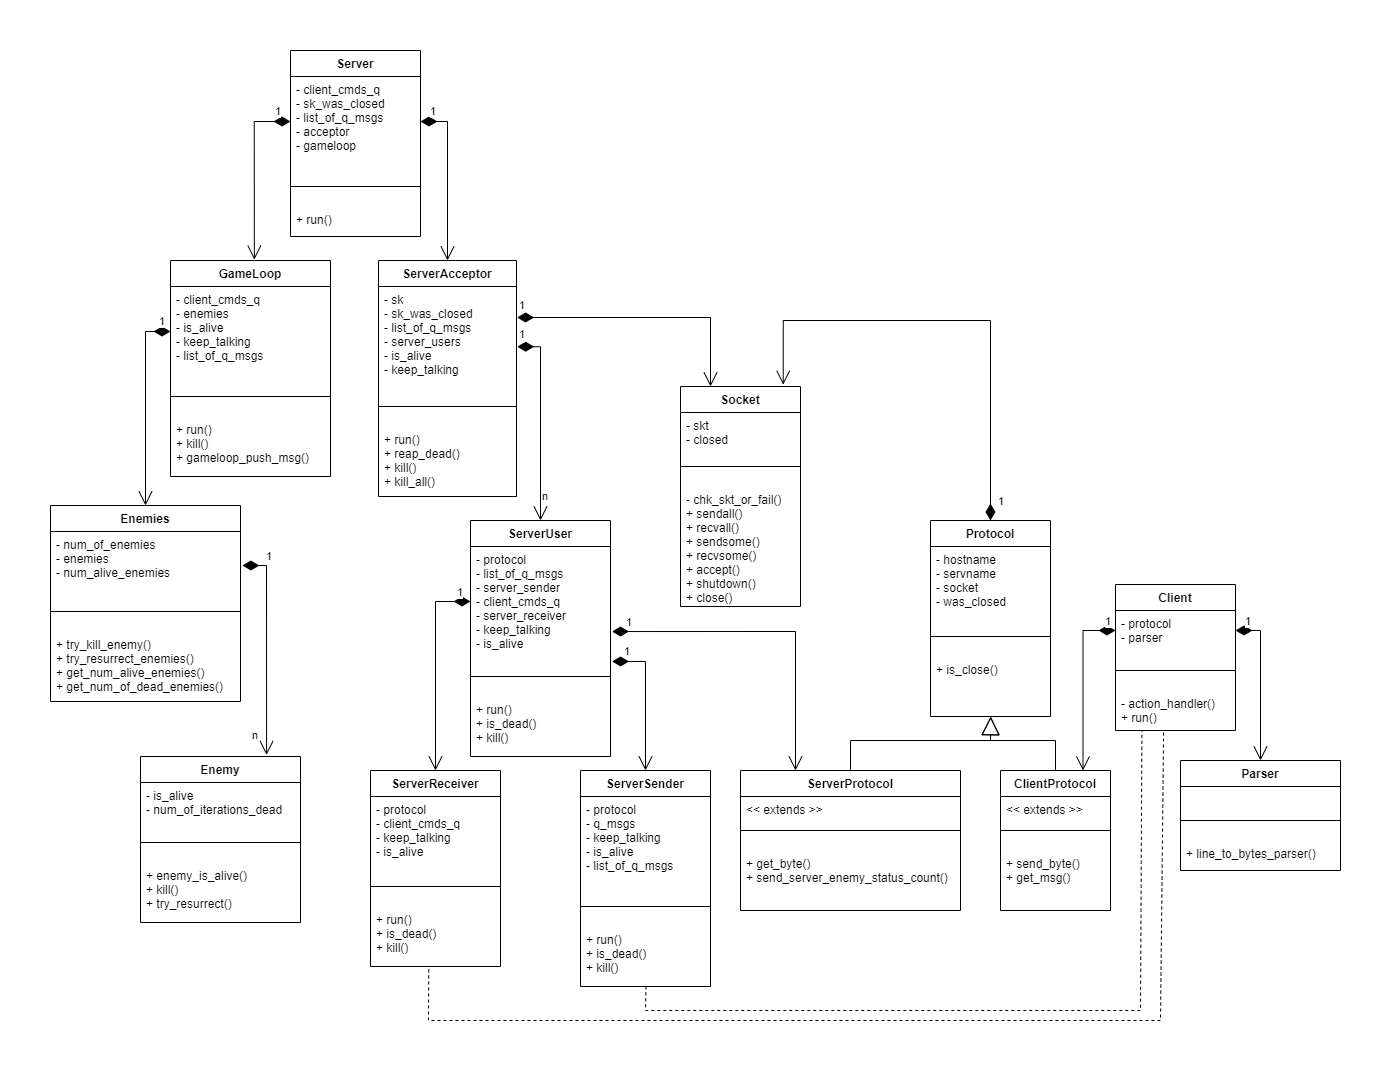 Server
- client_cmds_q
- sk_was_closed
- list_of_q_msgs
- acceptor
- gameloop
+ run()
1
1
GameLoop
- client_cmds_q
- enemies
- is_alive
- keep_talking
- list_of_q_msgs
+ run()
+ kill()
+ gameloop_push_msg()
1
ServerAcceptor
- sk
- sk_was_closed
- list_of_q_msgs
- server_users
- is_alive
- keep_talking
+ run()
+ reap_dead()
+ kill()
+ kill_all()
1
1
n
Socket
- skt
- closed
- chk_skt_or_fail()
+ sendall()
+ recvall()
+ sendsome()
+ recvsome()
+ accept()
+ shutdown()
+ close()
Enemies
- num_of_enemies
- enemies
- num_alive_enemies
+ try_kill_enemy()
+ try_resurrect_enemies()
+ get_num_alive_enemies()
+ get_num_of_dead_enemies()
1
n
ServerUser
- protocol
- list_of_q_msgs
- server_sender
- client_cmds_q
- server_receiver
- keep_talking
- is_alive
+ run()
+ is_dead()
+ kill()
1
1
1
Protocol
- hostname
- servname
- socket
- was_closed
+ is_close()
1
Client
- protocol
- parser
- action_handler()
+ run()
1
1
Enemy
- is_alive
- num_of_iterations_dead
+ enemy_is_alive()
+ kill()
+ try_resurrect()
ServerReceiver
- protocol
- client_cmds_q
- keep_talking
- is_alive
+ run()
+ is_dead()
+ kill()
ServerSender
- protocol
- q_msgs
- keep_talking
- is_alive
- list_of_q_msgs
+ run()
+ is_dead()
+ kill()
ServerProtocol
<< extends >>
+ get_byte()
+ send_server_enemy_status_count()
ClientProtocol
<< extends >>
+ send_byte()
+ get_msg()
Parser
+ line_to_bytes_parser()